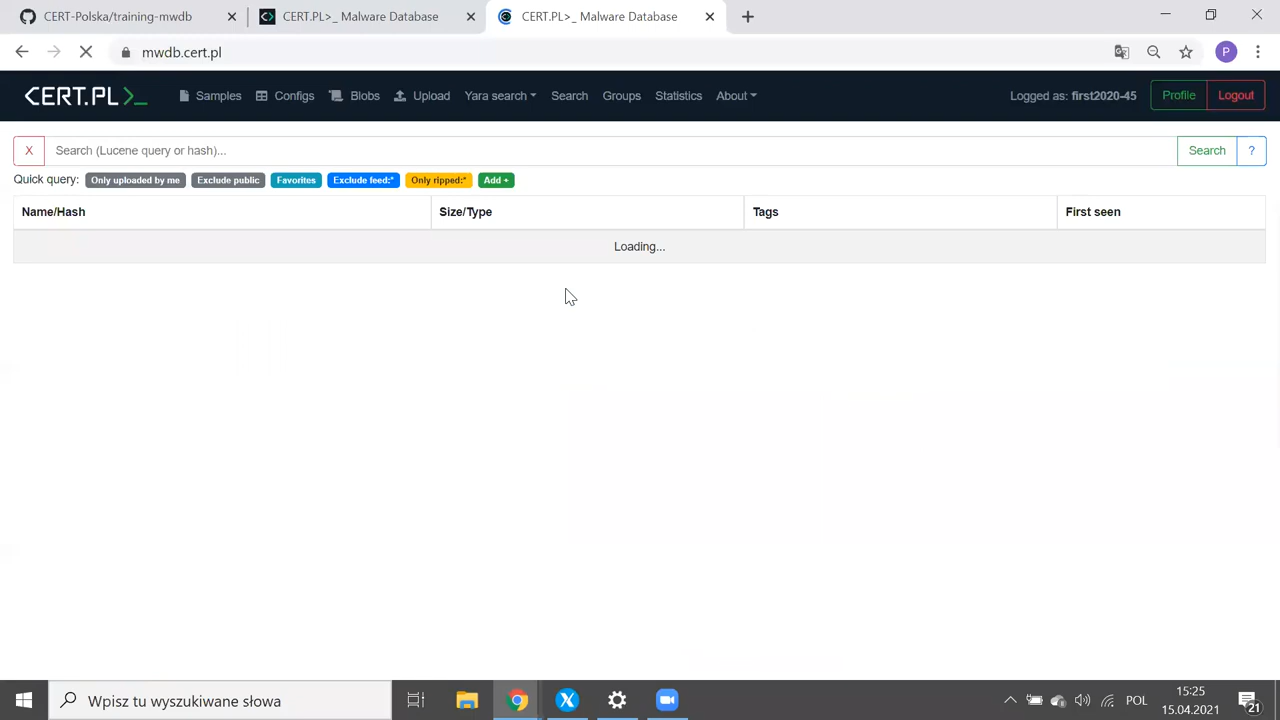 CERT-Polska/training-mwdb
CERT.PL>_ Malware Database
CERT.PL>_ Malware Database
mwdb.cert.pl
P
CERT.PL>_
Samples
Configs
Blobs
Upload
Yara search
Search
Groups
Statistics
About
Logged as: first2020-45
Profile
Logout
X
Search (Lucene query or hash)...
Search
?
Quick query:
Only uploaded by me
Exclude public
Favorites
Exclude feed:*
Only ripped:*
Add +
Name/Hash
Size/Type
Tags
First seen
Loading...
Wpisz tu wyszukiwane słowa
POL
15:25
15.04.2021
21